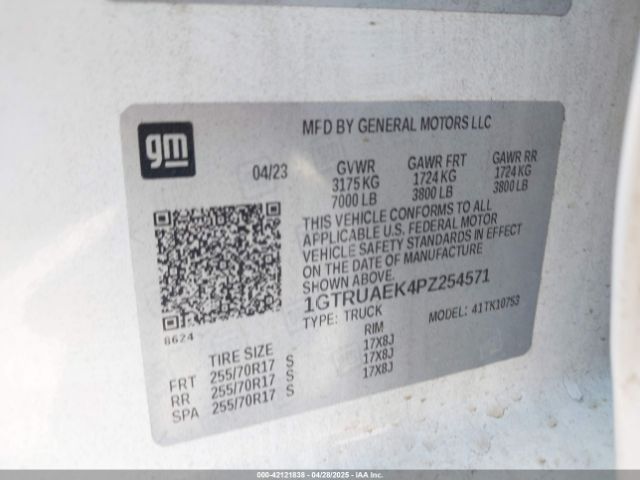 gm
MFD BY GENERAL MOTORS LLC
04/23 GVWR GAWR FRT GAWR RR
3175 KG 1724 KG 1724 KG
7000 LB 3800 LB 3800 LB
THIS VEHICLE CONFORMS TO ALL
APPLICABLE U.S. FEDERAL MOTOR
VEHICLE SAFETY STANDARDS IN EFFECT
ON THE DATE OF MANUFACTURE
SHOWN ABOVE.
1GTRUAEK4PZ254571
TYPE: TRUCK MODEL: 41TK10753
8624
TIRE SIZE RIM
FRT 255/70R17 S 17X8J
RR 255/70R17 S 17X8J
SPA 255/70R17 S 17X8J
000-42121838 - 04/28/2025 - IAAI, Inc.